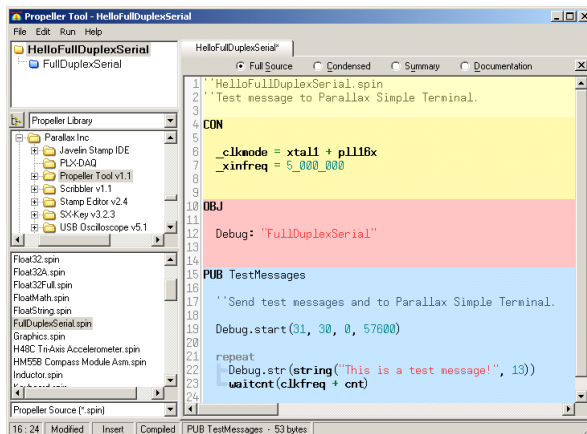 Propeller Tool - HelloFullDuplexSerial
File Edit Run Help
HelloFullDuplexSerial
FullDuplexSerial
Propeller Library
Parallax Inc
Javelin Stamp IDE
PLX-DAQ
Propeller Tool v1.1
Scribbler v1.1
Stamp Editor v2.4
SX-Key v3.2.3
USB Oscilloscope v5.1
Float32.spin
Float32A.spin
Float32Full.spin
FloatMath.spin
FloatString.spin
FullDuplexSerial.spin
Graphics.spin
H48C Tri-Axis Accelerometer.spin
HM55B Compass Module Asm.spin
Inductor.spin
Propeller Source (*.spin)
HelloFullDuplexSerial*
Full Source Condensed Summary Documentation
1 ''HelloFullDuplexSerial.spin
2 ''Test message to Parallax Simple Terminal.
3
4 CON
5
6 _clkmode = xtal1 + pll16x
7 _xinfreq = 5_000_000
8
9
10 OBJ
11
12 Debug: "FullDuplexSerial"
13
14
15 PUB TestMessages
16
17 ''Send test messages and to Parallax Simple Terminal.
18
19 Debug.start(31, 30, 0, 57600)
20
21 repeat
22 Debug.str(string("This is a test message!", 13))
23 waitcnt(clkfreq + cnt)
24
16 : 24 Modified Insert Compiled PUB TestMessages - 53 bytes